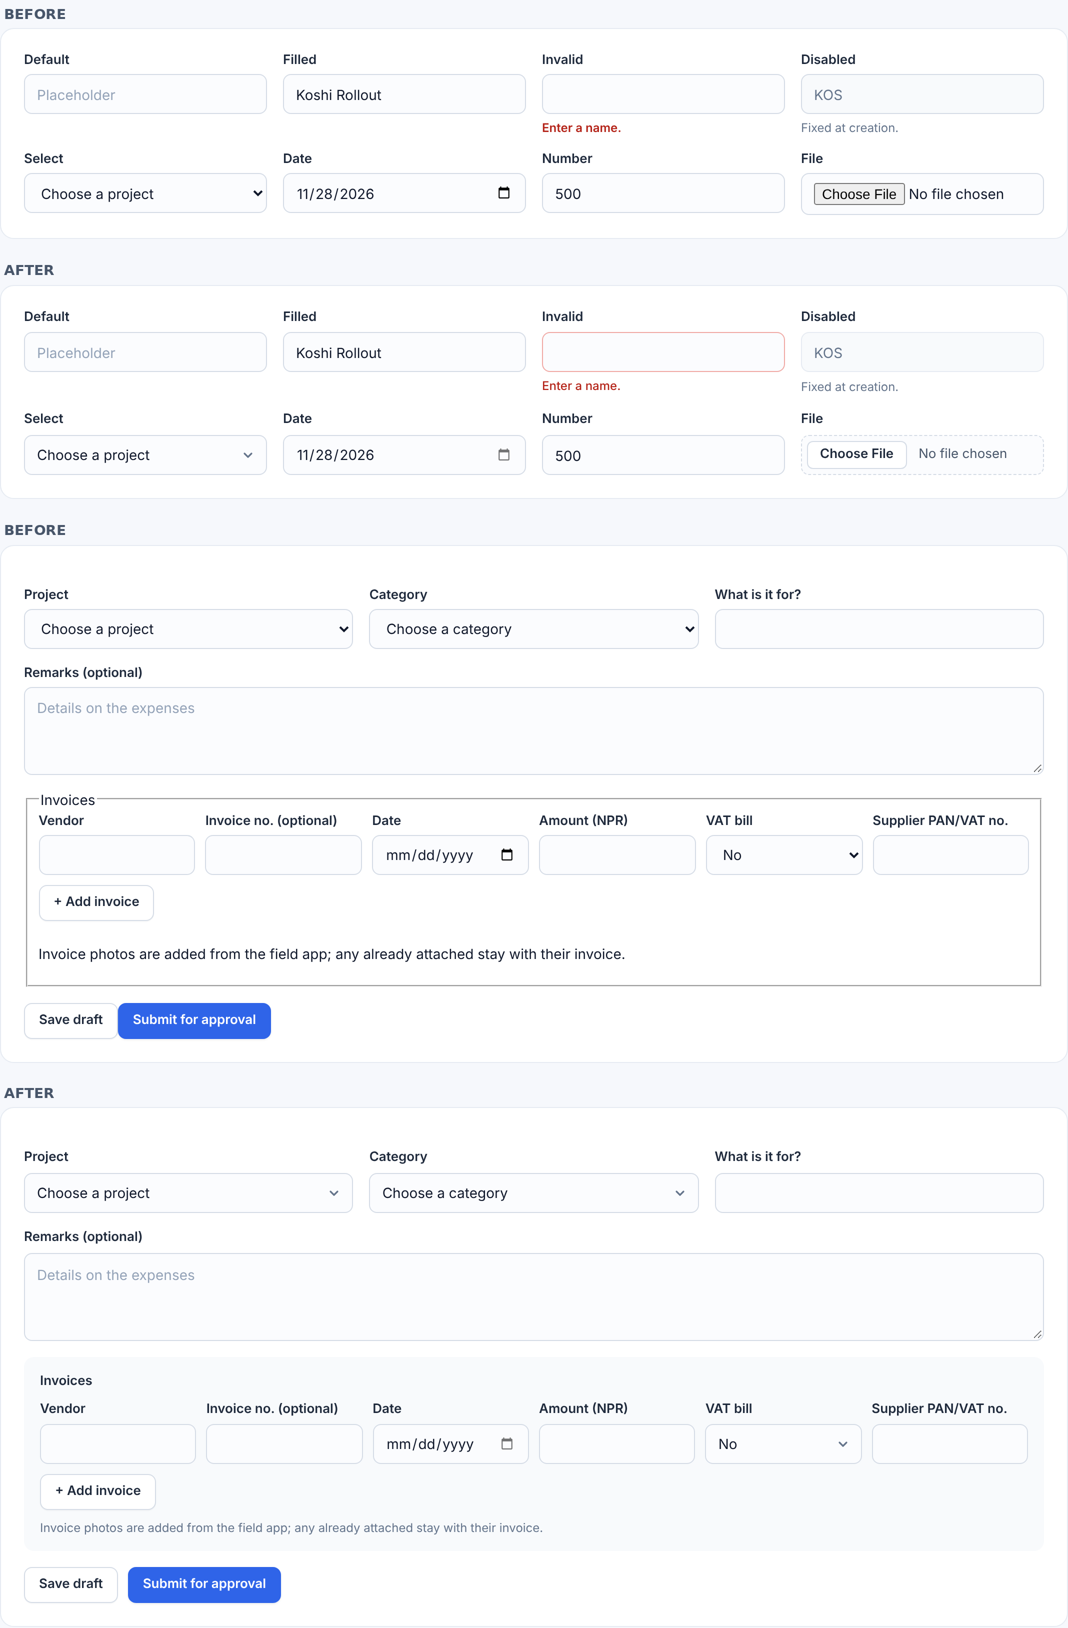 BEFORE
Default Filled Invalid Disabled
Placeholder Koshi Rollout KOS
Enter a name. Fixed at creation.
Select Date Number File
Choose a project 11/28/2026 500 Choose File No file chosen
AFTER
Default Filled Invalid Disabled
Placeholder Koshi Rollout KOS
Enter a name. Fixed at creation.
Select Date Number File
Choose a project 11/28/2026 500 Choose File No file chosen
BEFORE
Project Category What is it for?
Choose a project Choose a category
Remarks (optional)
Details on the expenses
Invoices
Vendor Invoice no. (optional) Date Amount (NPR) VAT bill Supplier PAN/VAT no.
mm/dd/yyyy No
+ Add invoice
Invoice photos are added from the field app; any already attached stay with their invoice.
Save draft Submit for approval
AFTER
Project Category What is it for?
Choose a project Choose a category
Remarks (optional)
Details on the expenses
Invoices
Vendor Invoice no. (optional) Date Amount (NPR) VAT bill Supplier PAN/VAT no.
mm/dd/yyyy No
+ Add invoice
Invoice photos are added from the field app; any already attached stay with their invoice.
Save draft Submit for approval